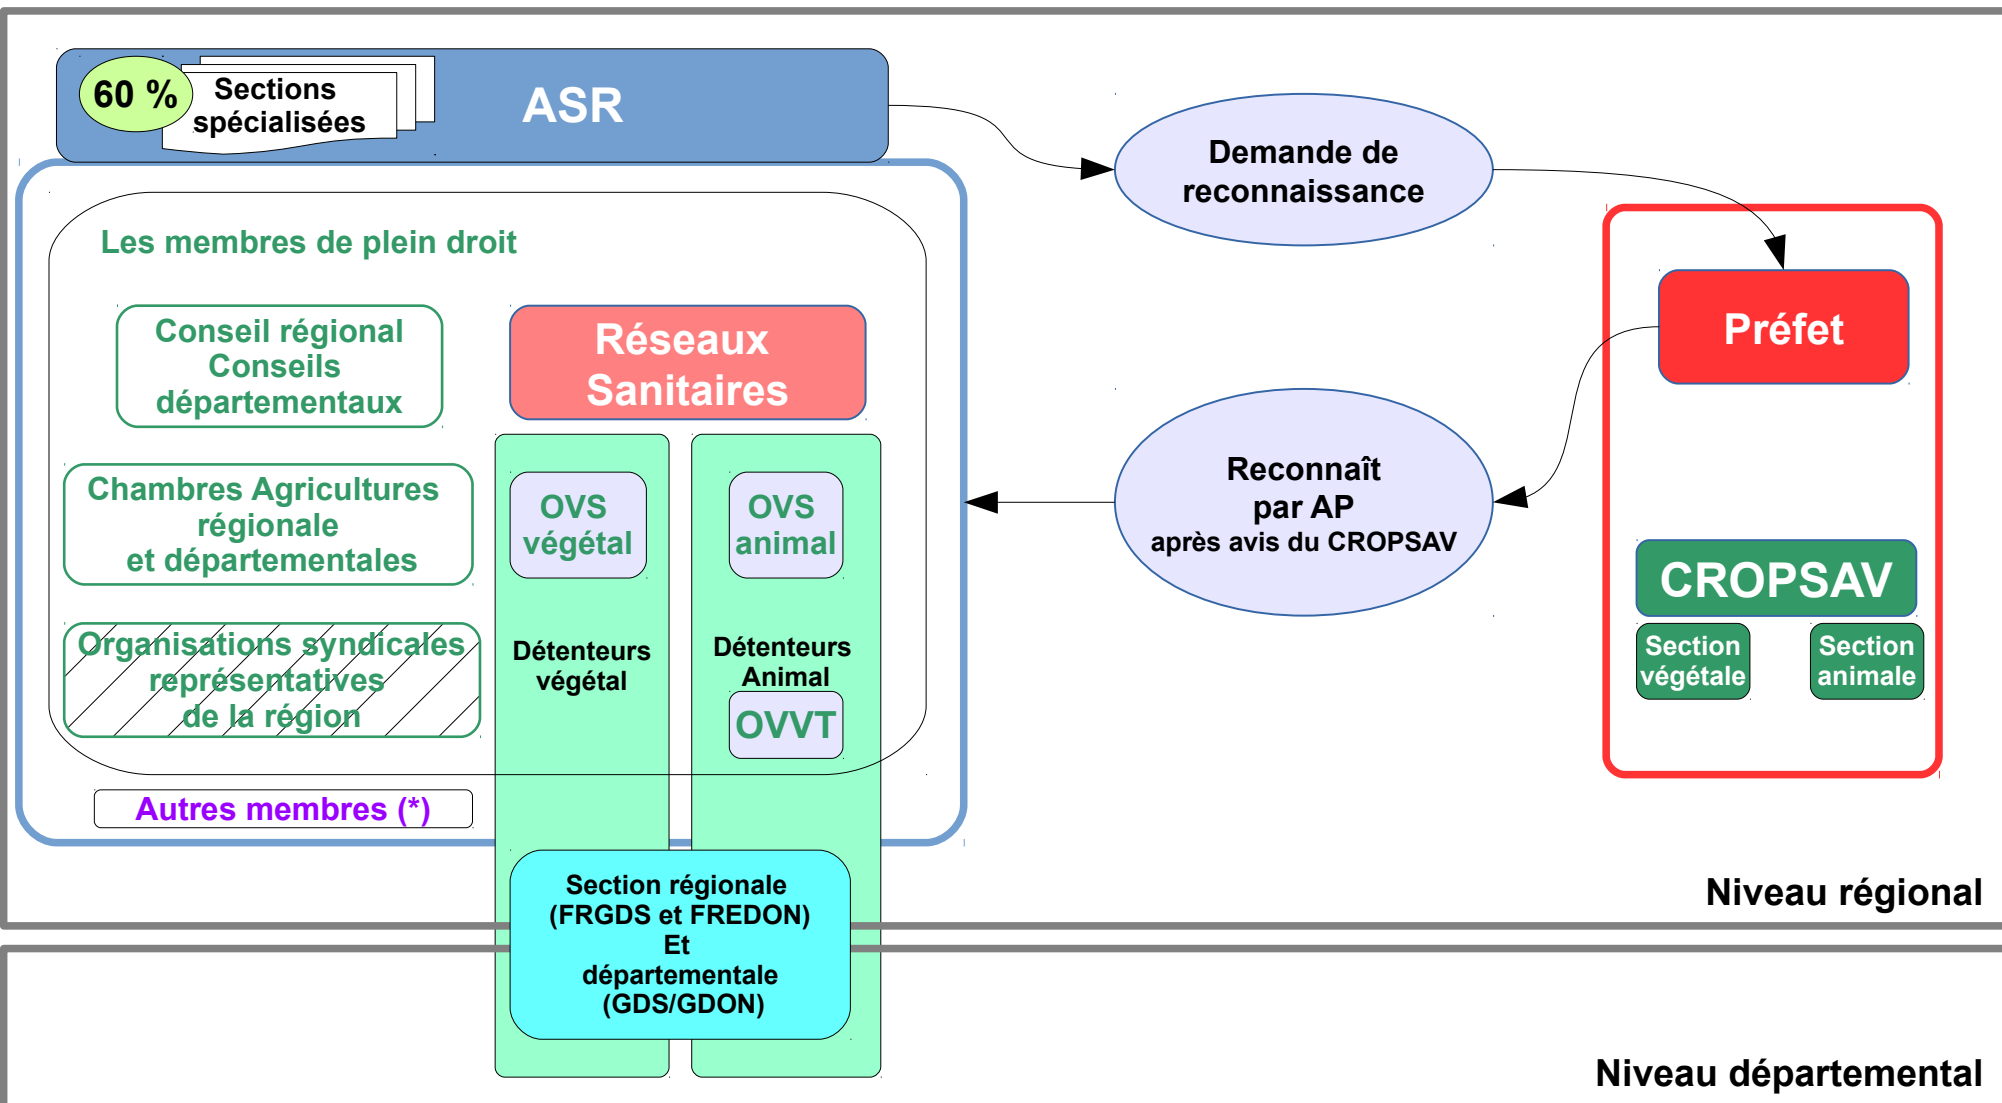 60 %
Sections
spécialisées
ASR
Demande de
reconnaissance
Les membres de plein droit
Conseil régional
Conseils
départementaux
Réseaux
Sanitaires
Préfet
Chambres Agricultures
régionale
et départementales
OVS
végétal
OVS
animal
Reconnaît
par AP
après avis du CROPSAV
CROPSAV
Section
végétale
Section
animale
Organisations syndicales
représentatives
de la région
Détenteurs
végétal
Détenteurs
Animal
OVVT
Autres membres (*)
Section régionale
(FRGDS et FREDON)
Et
départementale
(GDS/GDON)
Niveau régional
Niveau départemental